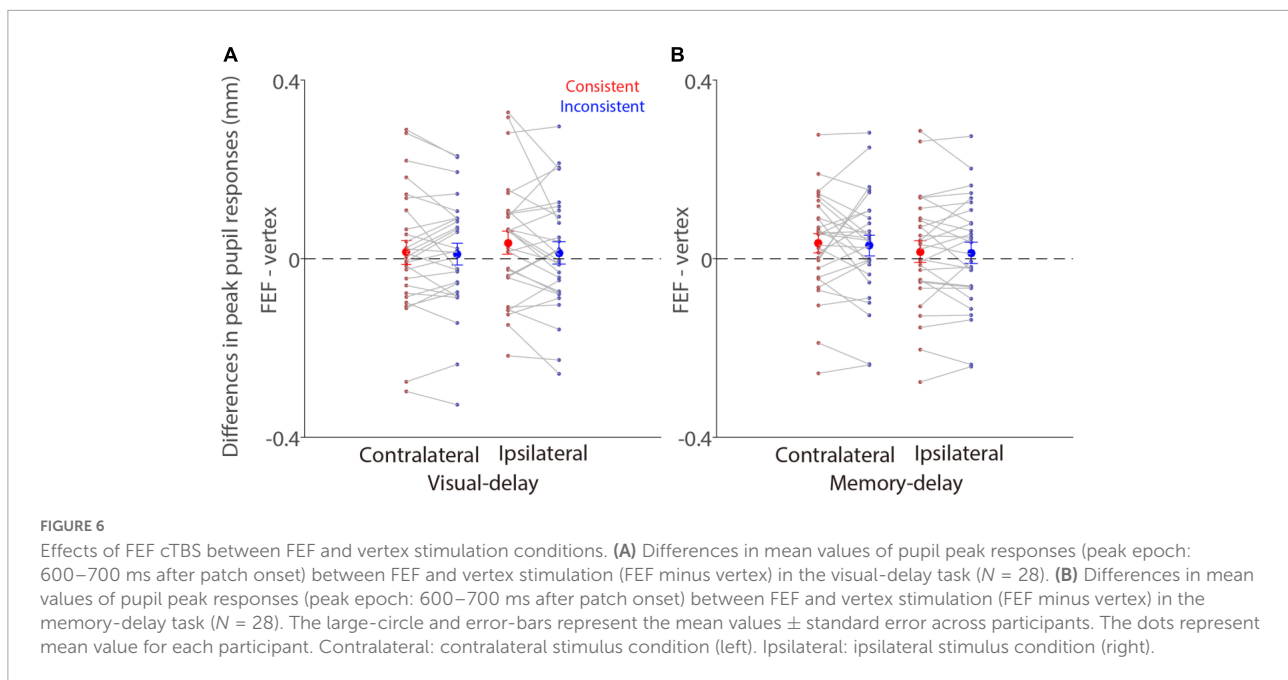 A
B
Differences in peak pupil responses (mm)
FEF - vertex
0.4
0
-0.4
Consistent
Inconsistent
Contralateral Ipsilateral
Visual-delay
FEF - vertex
0.4
0
-0.4
Contralateral Ipsilateral
Memory-delay
FIGURE 6
Effects of FEF cTBS between FEF and vertex stimulation conditions. (A) Differences in mean values of pupil peak responses (peak epoch:
600–700 ms after patch onset) between FEF and vertex stimulation (FEF minus vertex) in the visual-delay task (N = 28). (B) Differences in mean
values of pupil peak responses (peak epoch: 600–700 ms after patch onset) between FEF and vertex stimulation (FEF minus vertex) in the
memory-delay task (N = 28). The large-circle and error-bars represent the mean values ± standard error across participants. The dots represent
mean value for each participant. Contralateral: contralateral stimulus condition (left). Ipsilateral: ipsilateral stimulus condition (right).